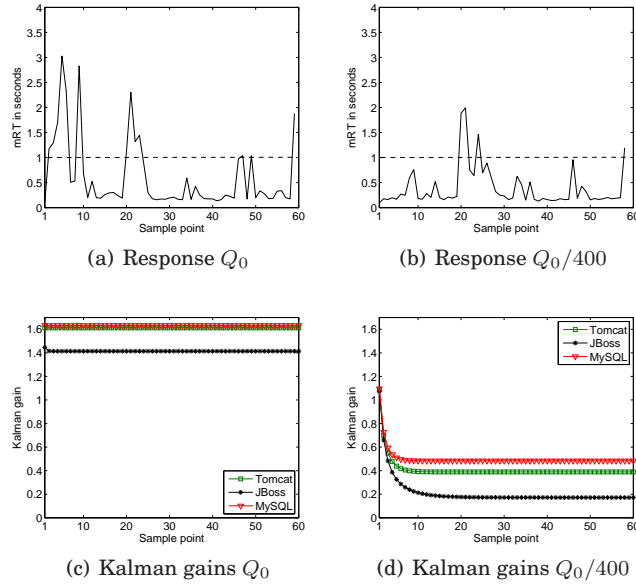 4
3.5
3
2.5
2
1.5
1
0.5
0
mRT in seconds
1 10 20 30 40 50 60
Sample point
(a) Response Q0
4
3.5
3
2.5
2
1.5
1
0.5
0
mRT in seconds
1 10 20 30 40 50 60
Sample point
(b) Response Q0/400
1.6
1.4
1.2
1
0.8
0.6
0.4
0.2
0
Kalman gain
Tomcat
JBoss
MySQL
1 10 20 30 40 50 60
Sample point
(c) Kalman gains Q0
1.6
1.4
1.2
1
0.8
0.6
0.4
0.2
0
Kalman gain
Tomcat
JBoss
MySQL
1 10 20 30 40 50 60
Sample point
(d) Kalman gains Q0/400